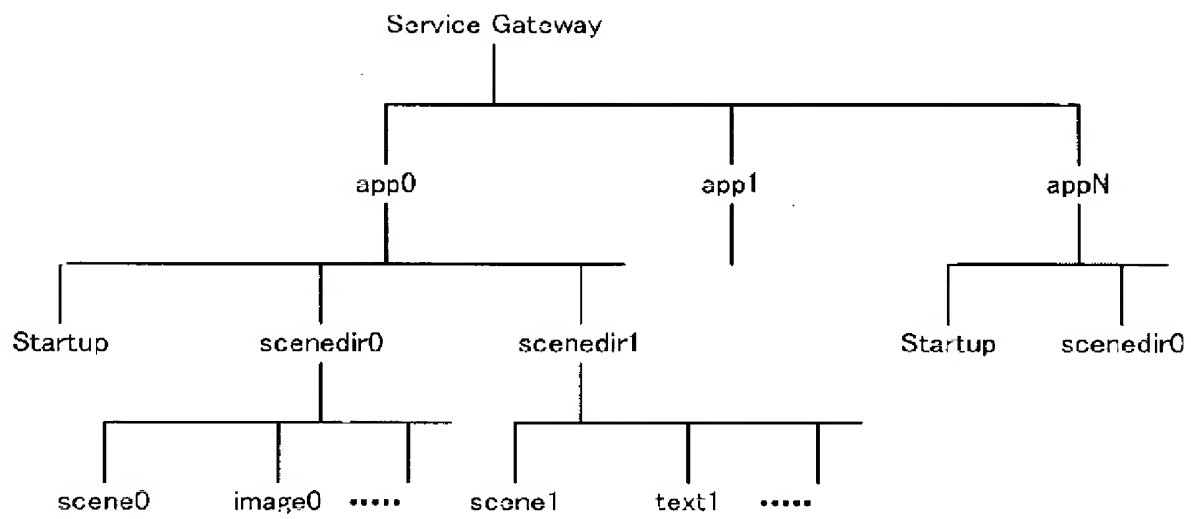 Service Gateway
app0 app1 appN
Startup scenedir0 scenedir1 Startup scenedir0
scene0 image0 ..... scene1 text1 .....